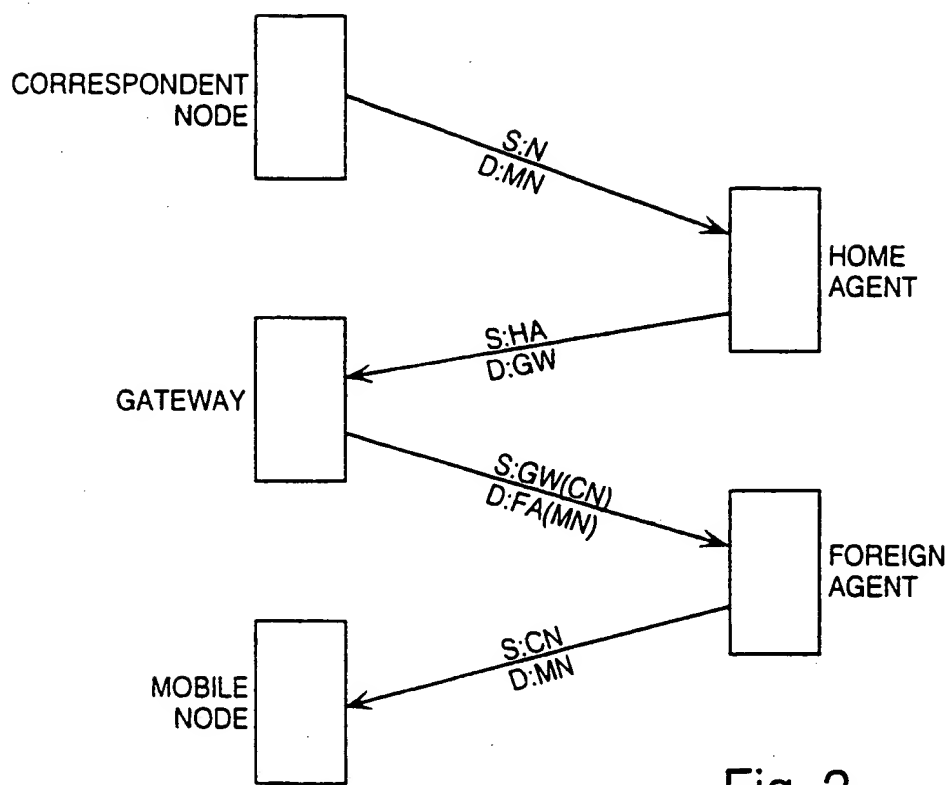 CORRESPONDENT
NODE
S:N
D:MN
HOME
AGENT
S:HA
D:GW
GATEWAY
S:GW(CN)
D:FA(MN)
FOREIGN
AGENT
S:CN
D:MN
MOBILE
NODE